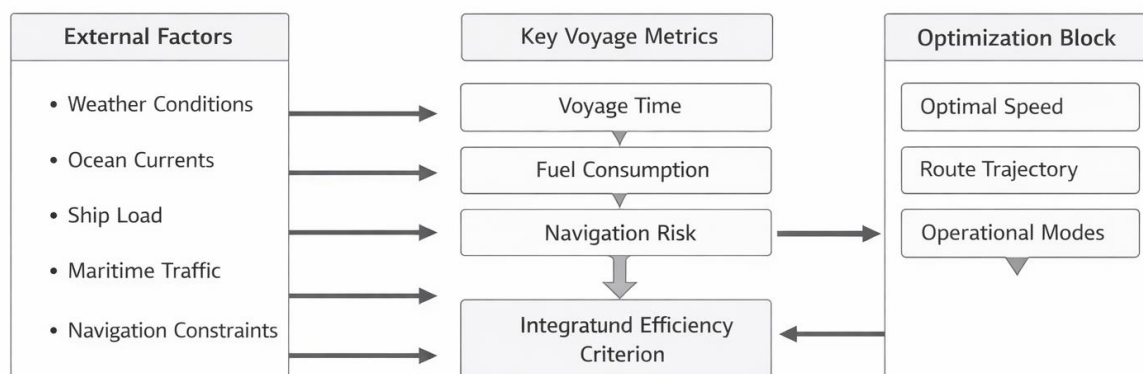 External Factors
• Weather Conditions
• Ocean Currents
• Ship Load
• Maritime Traffic
• Navigation Constraints
Key Voyage Metrics
Voyage Time
Fuel Consumption
Navigation Risk
Integratund Efficiency
Criterion
Optimization Block
Optimal Speed
Route Trajectory
Operational Modes